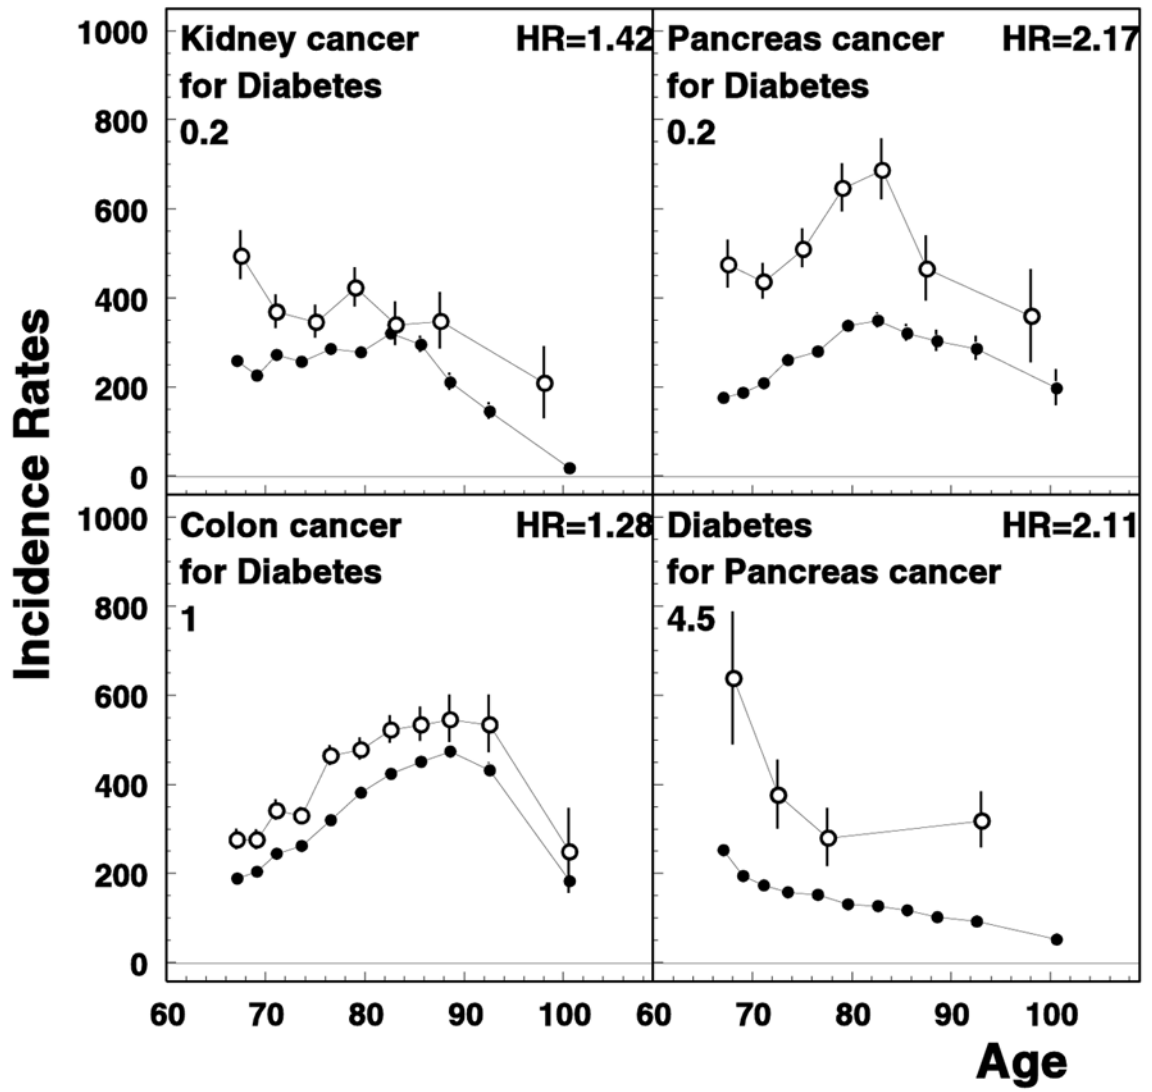 1000
800
600
400
200
0
Kidney cancer HR=1.42
for Diabetes
0.2
Pancreas cancer HR=2.17
for Diabetes
0.2
Incidence Rates
1000
800
600
400
200
0
Colon cancer HR=1.28
for Diabetes
1
Diabetes HR=2.11
for Pancreas cancer
4.5
60 70 80 90 100 60 70 80 90 100
Age